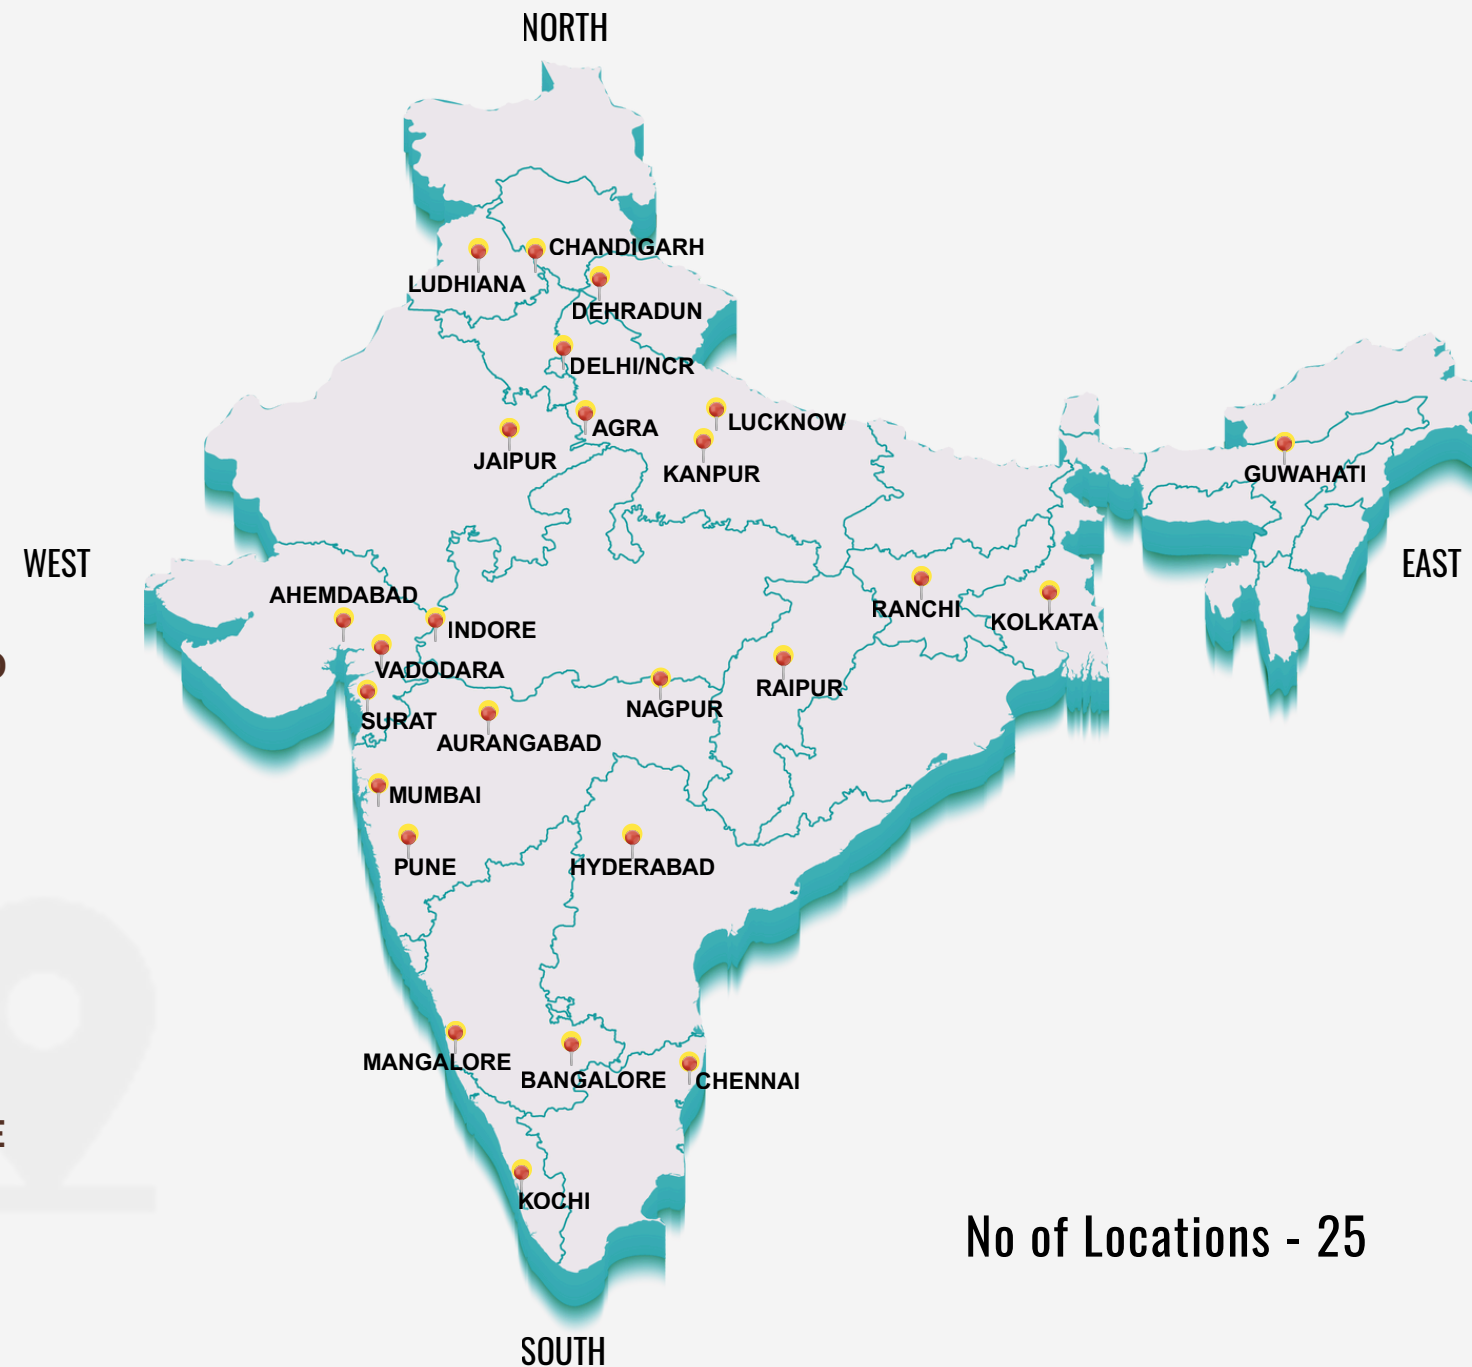 NORTH
CHANDIGARH
LUDHIANA
DEHRADUN
DELHI/NCR
LUCKNOW
AGRA
JAIPUR
KANPUR
GUWAHATI
WEST
EAST
AHEMDABAD
RANCHI
KOLKATA
INDORE
VADODARA
RAIPUR
NAGPUR
SURAT
AURANGABAD
MUMBAI
PUNE
HYDERABAD
MANGALORE
BANGALORE
CHENNAI
KOCHI
No of Locations - 25
SOUTH